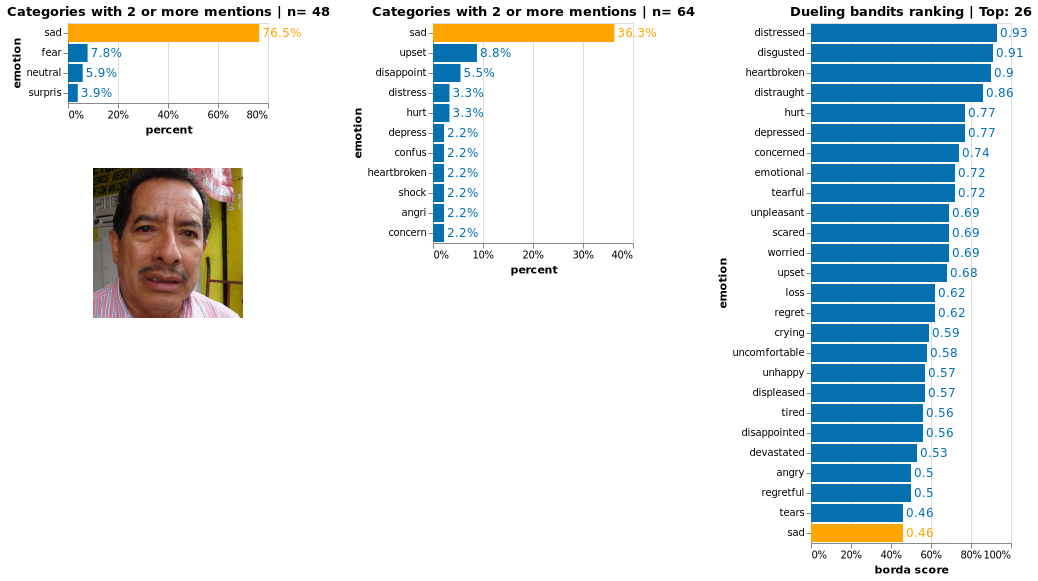 Categories with 2 or more mentions | n= 48
emotion
sad 76.5%
fear 7.8%
neutral 5.9%
surpris 3.9%
0% 20% 40% 60% 80%
percent
Categories with 2 or more mentions | n= 64
emotion
sad 36.3%
upset 8.8%
disappoint 5.5%
distress 3.3%
hurt 3.3%
depress 2.2%
confus 2.2%
heartbroken 2.2%
shock 2.2%
angri 2.2%
concern 2.2%
0% 10% 20% 30% 40%
percent
Dueling bandits ranking | Top: 26
emotion
distressed 0.93
disgusted 0.91
heartbroken 0.9
distraught 0.86
hurt 0.77
depressed 0.77
concerned 0.74
emotional 0.72
tearful 0.72
unpleasant 0.69
scared 0.69
worried 0.69
upset 0.68
loss 0.62
regret 0.62
crying 0.59
uncomfortable 0.58
unhappy 0.57
displeased 0.57
tired 0.56
disappointed 0.56
devastated 0.53
angry 0.5
regretful 0.5
tears 0.46
sad 0.46
0% 20% 40% 60% 80% 100%
borda score